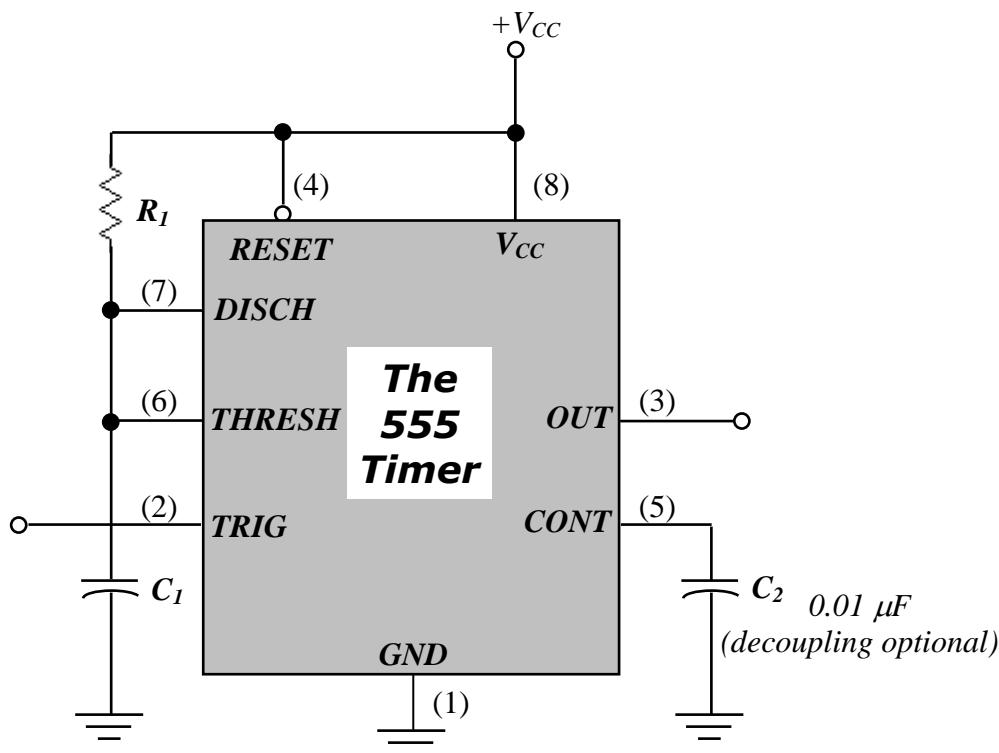 +VCC
(4)
(8)
R1
RESET
VCC
(7)
DISCH
The
555
Timer
(6)
THRESH
OUT
(3)
(2)
TRIG
CONT
(5)
C1
C2
0.01 μF
(decoupling optional)
GND
(1)